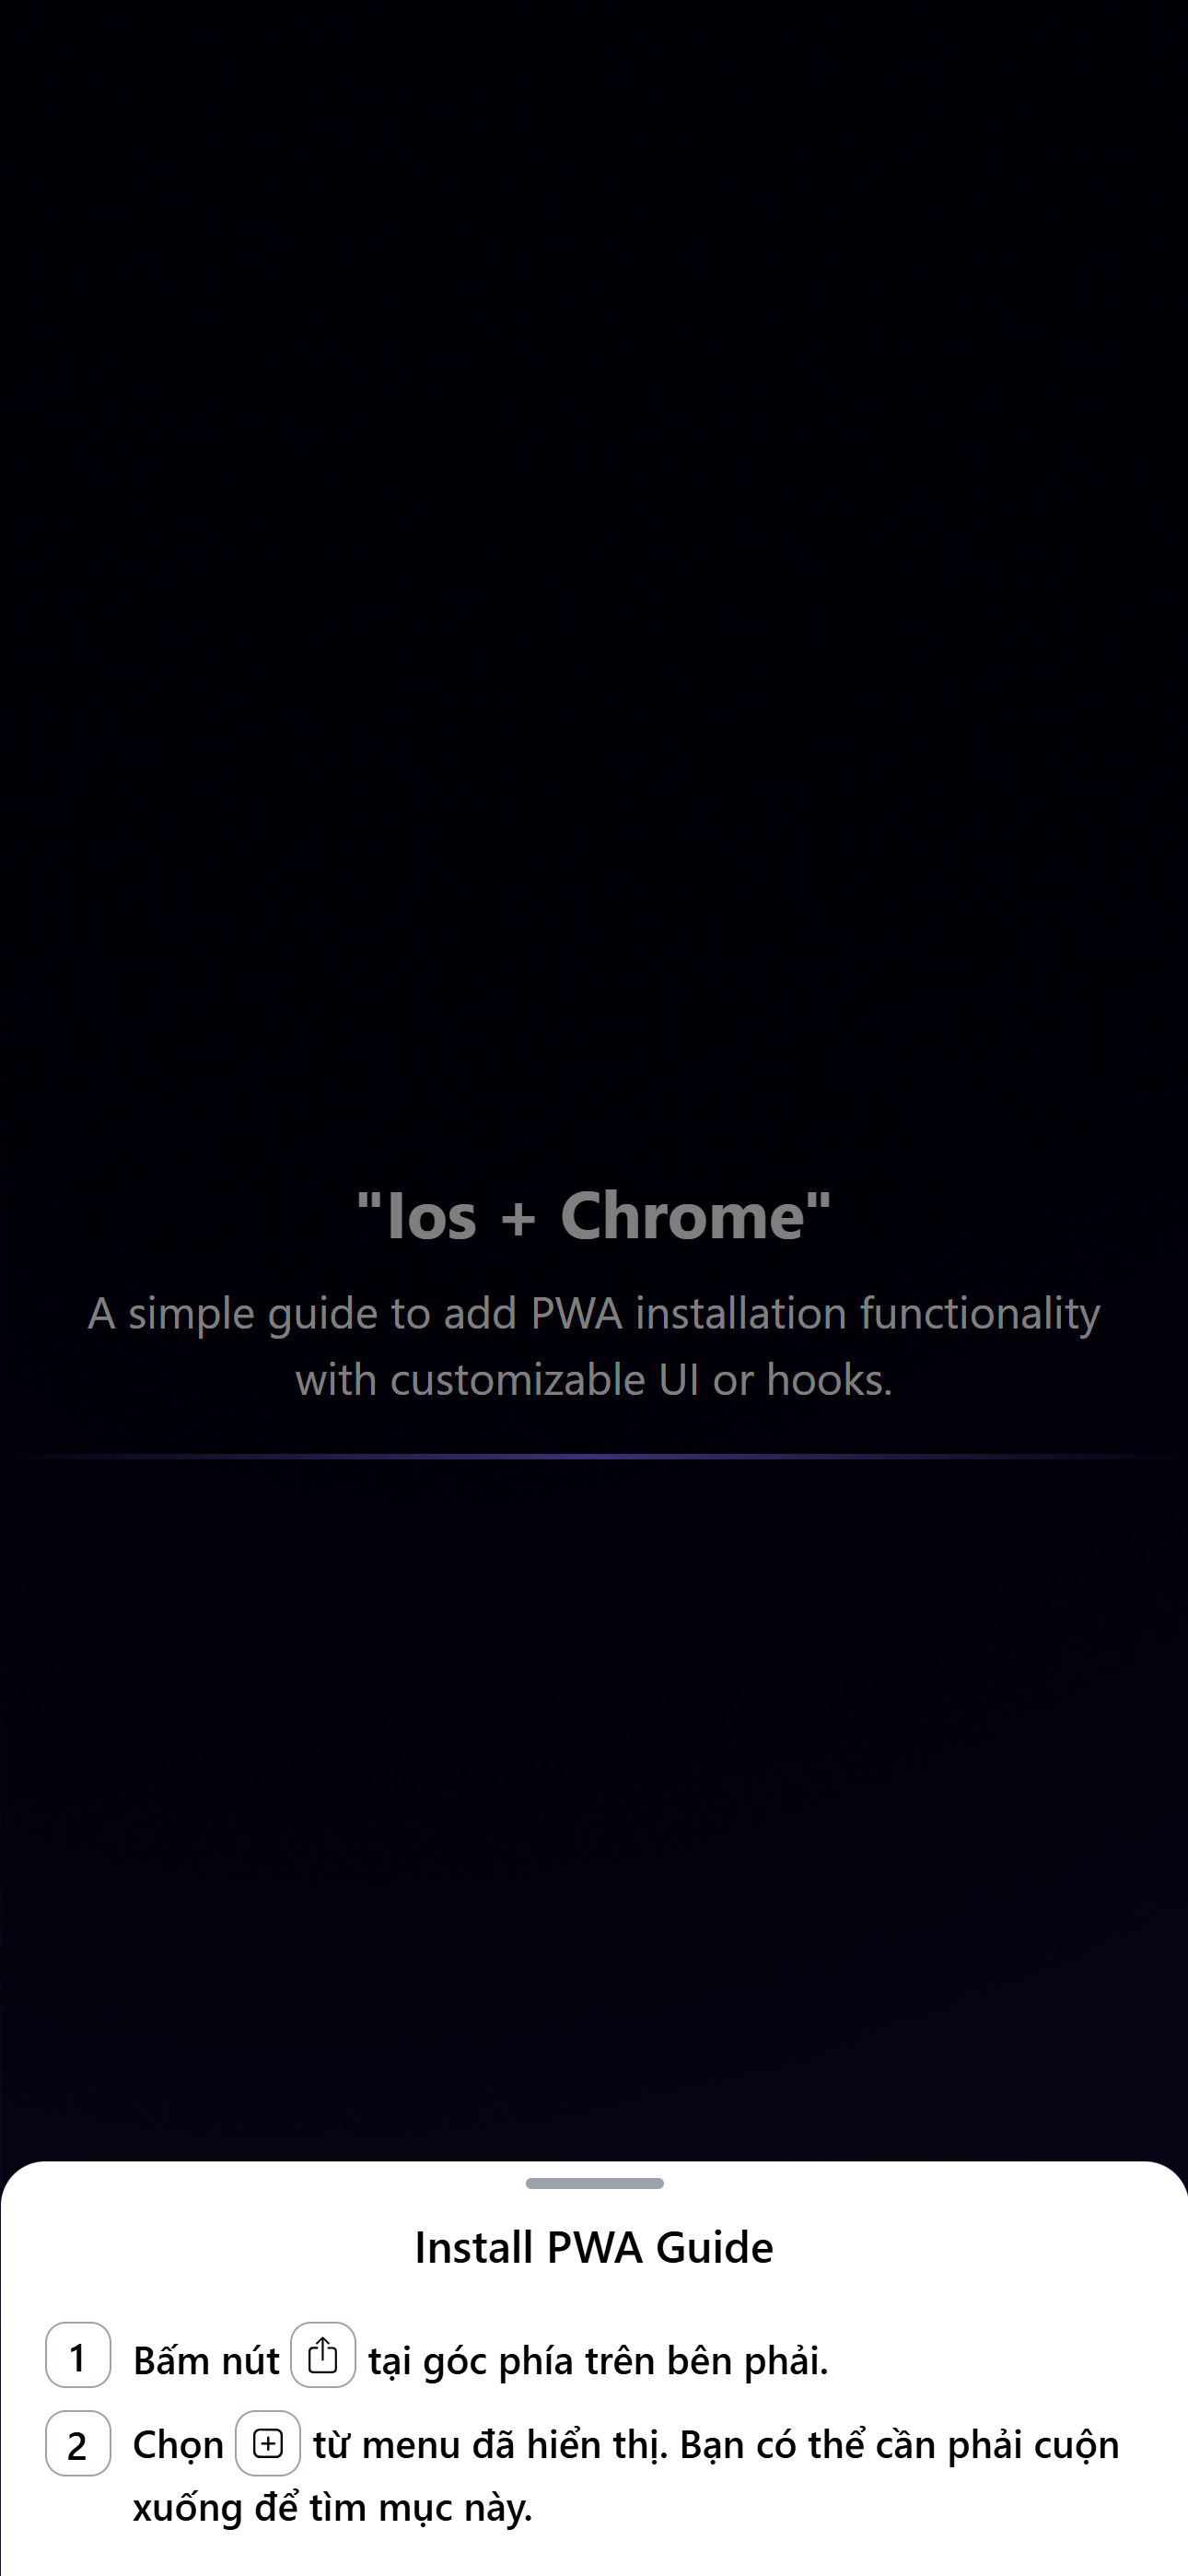 "Ios + Chrome"
A simple guide to add PWA installation functionality
with customizable UI or hooks.
Install PWA Guide
1 Bấm nút tại góc phía trên bên phải.
2 Chọn từ menu đã hiển thị. Bạn có thể cần phải cuộn
xuống để tìm mục này.